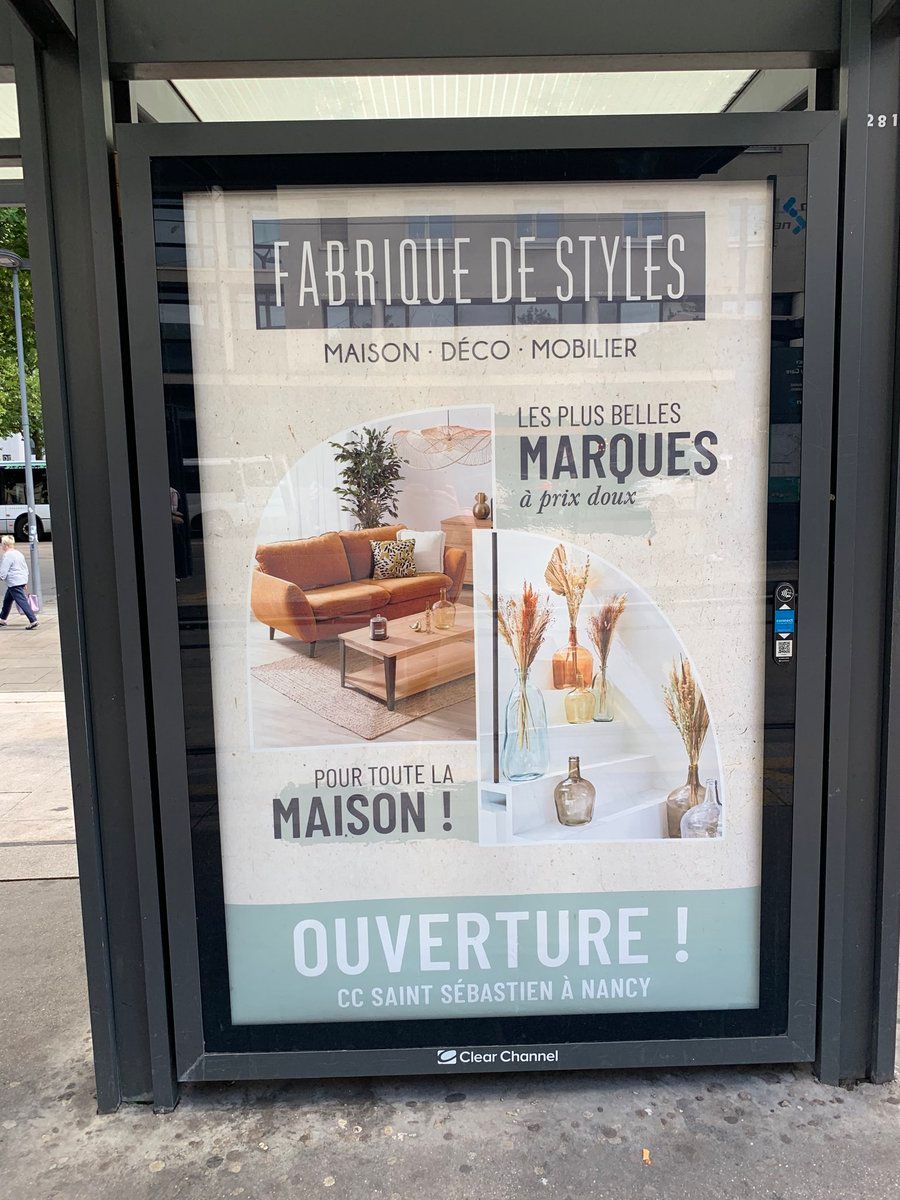 281
FABRIQUE DE STYLES
MAISON · DÉCO · MOBILIER
LES PLUS BELLES
MARQUES
à prix doux
POUR TOUTE LA
MAISON !
OUVERTURE !
CC SAINT SÉBASTIEN À NANCY
connect
Clear Channel